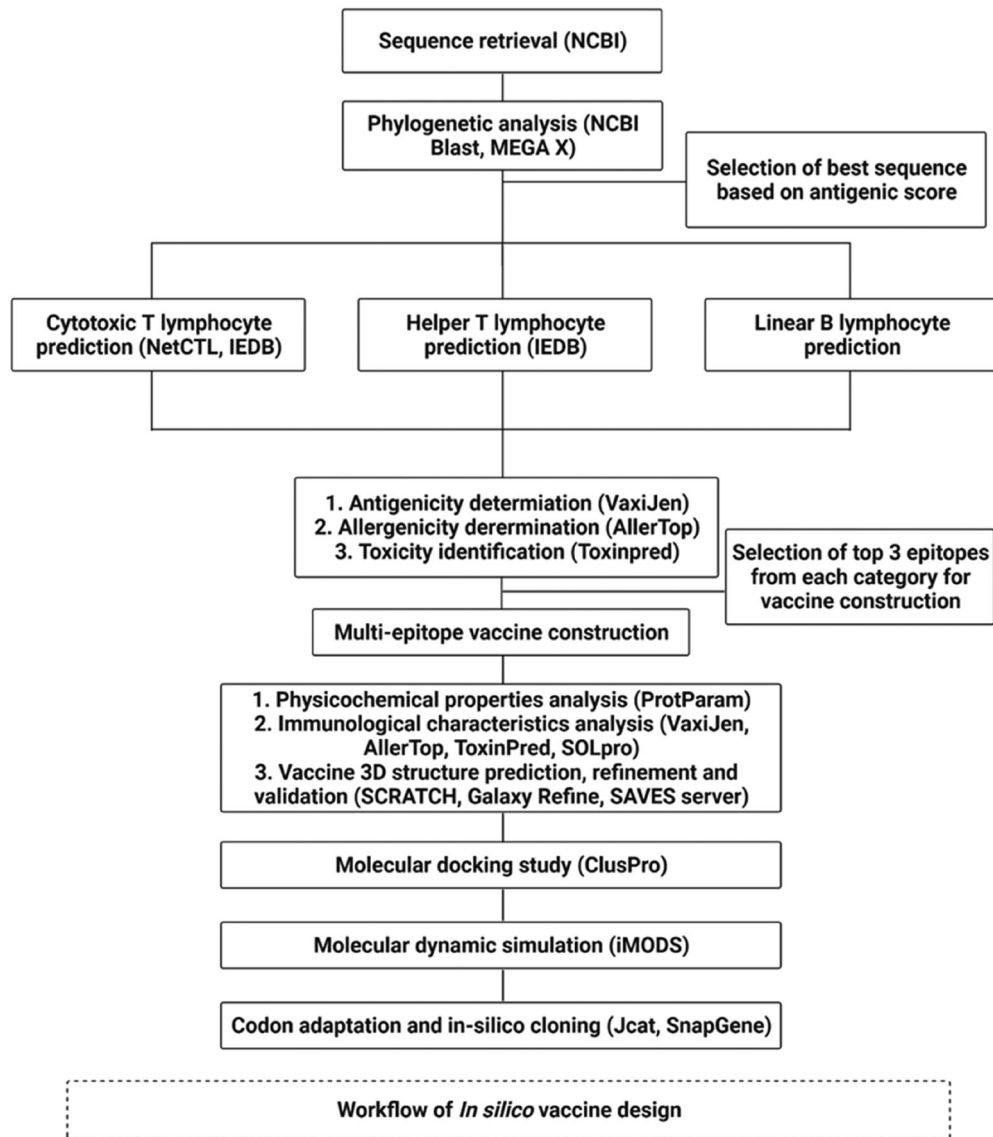 Sequence retrieval (NCBI)
Phylogenetic analysis (NCBI
Blast, MEGA X)
Selection of best sequence
based on antigenic score
Cytotoxic T lymphocyte
prediction (NetCTL, IEDB)
Helper T lymphocyte
prediction (IEDB)
Linear B lymphocyte
prediction
1. Antigenicity determiation (VaxiJen)
2. Allergenicity derermination (AllerTop)
3. Toxicity identification (Toxinpred)
Selection of top 3 epitopes
from each category for
vaccine construction
Multi-epitope vaccine construction
1. Physicochemical properties analysis (ProtParam)
2. Immunological characteristics analysis (VaxiJen,
AllerTop, ToxinPred, SOLpro)
3. Vaccine 3D structure prediction, refinement and
validation (SCRATCH, Galaxy Refine, SAVES server)
Molecular docking study (ClusPro)
Molecular dynamic simulation (iMODS)
Codon adaptation and in-silico cloning (Jcat, SnapGene)
Workflow of In silico vaccine design